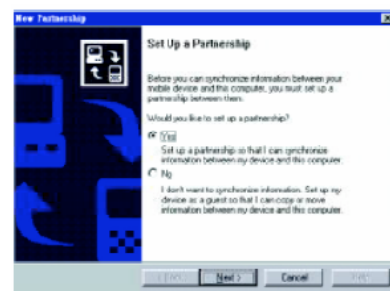 New Partnership
Set Up a Partnership
Before you can synchronize information between your
mobile device and this computer, you must set up a
partnership between them.
Would you like to set up a partnership?
Yes
Set up a partnership so that I can synchronize
information between my device and this computer.
No
I don't want to synchronize information. Set up my
device as a guest so that I can copy or move
information between my device and this computer.
< Back
Next >
Cancel
Help